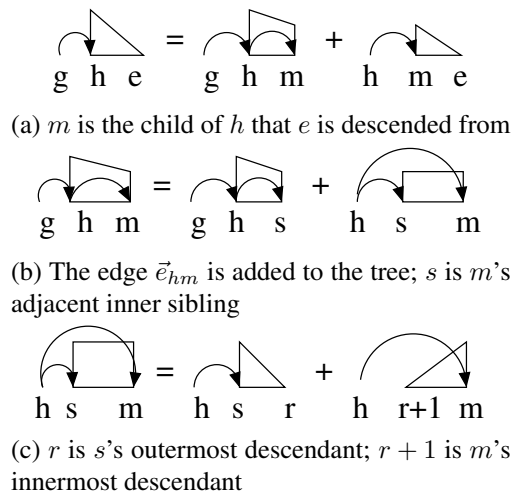 = +
g h e g h m h m e
(a) m is the child of h that e is descended from
= +
g h m g h s h s m
(b) The edge e⃗hm is added to the tree; s is m's
adjacent inner sibling
= +
h s m h s r h r+1 m
(c) r is s's outermost descendant; r + 1 is m's
innermost descendant